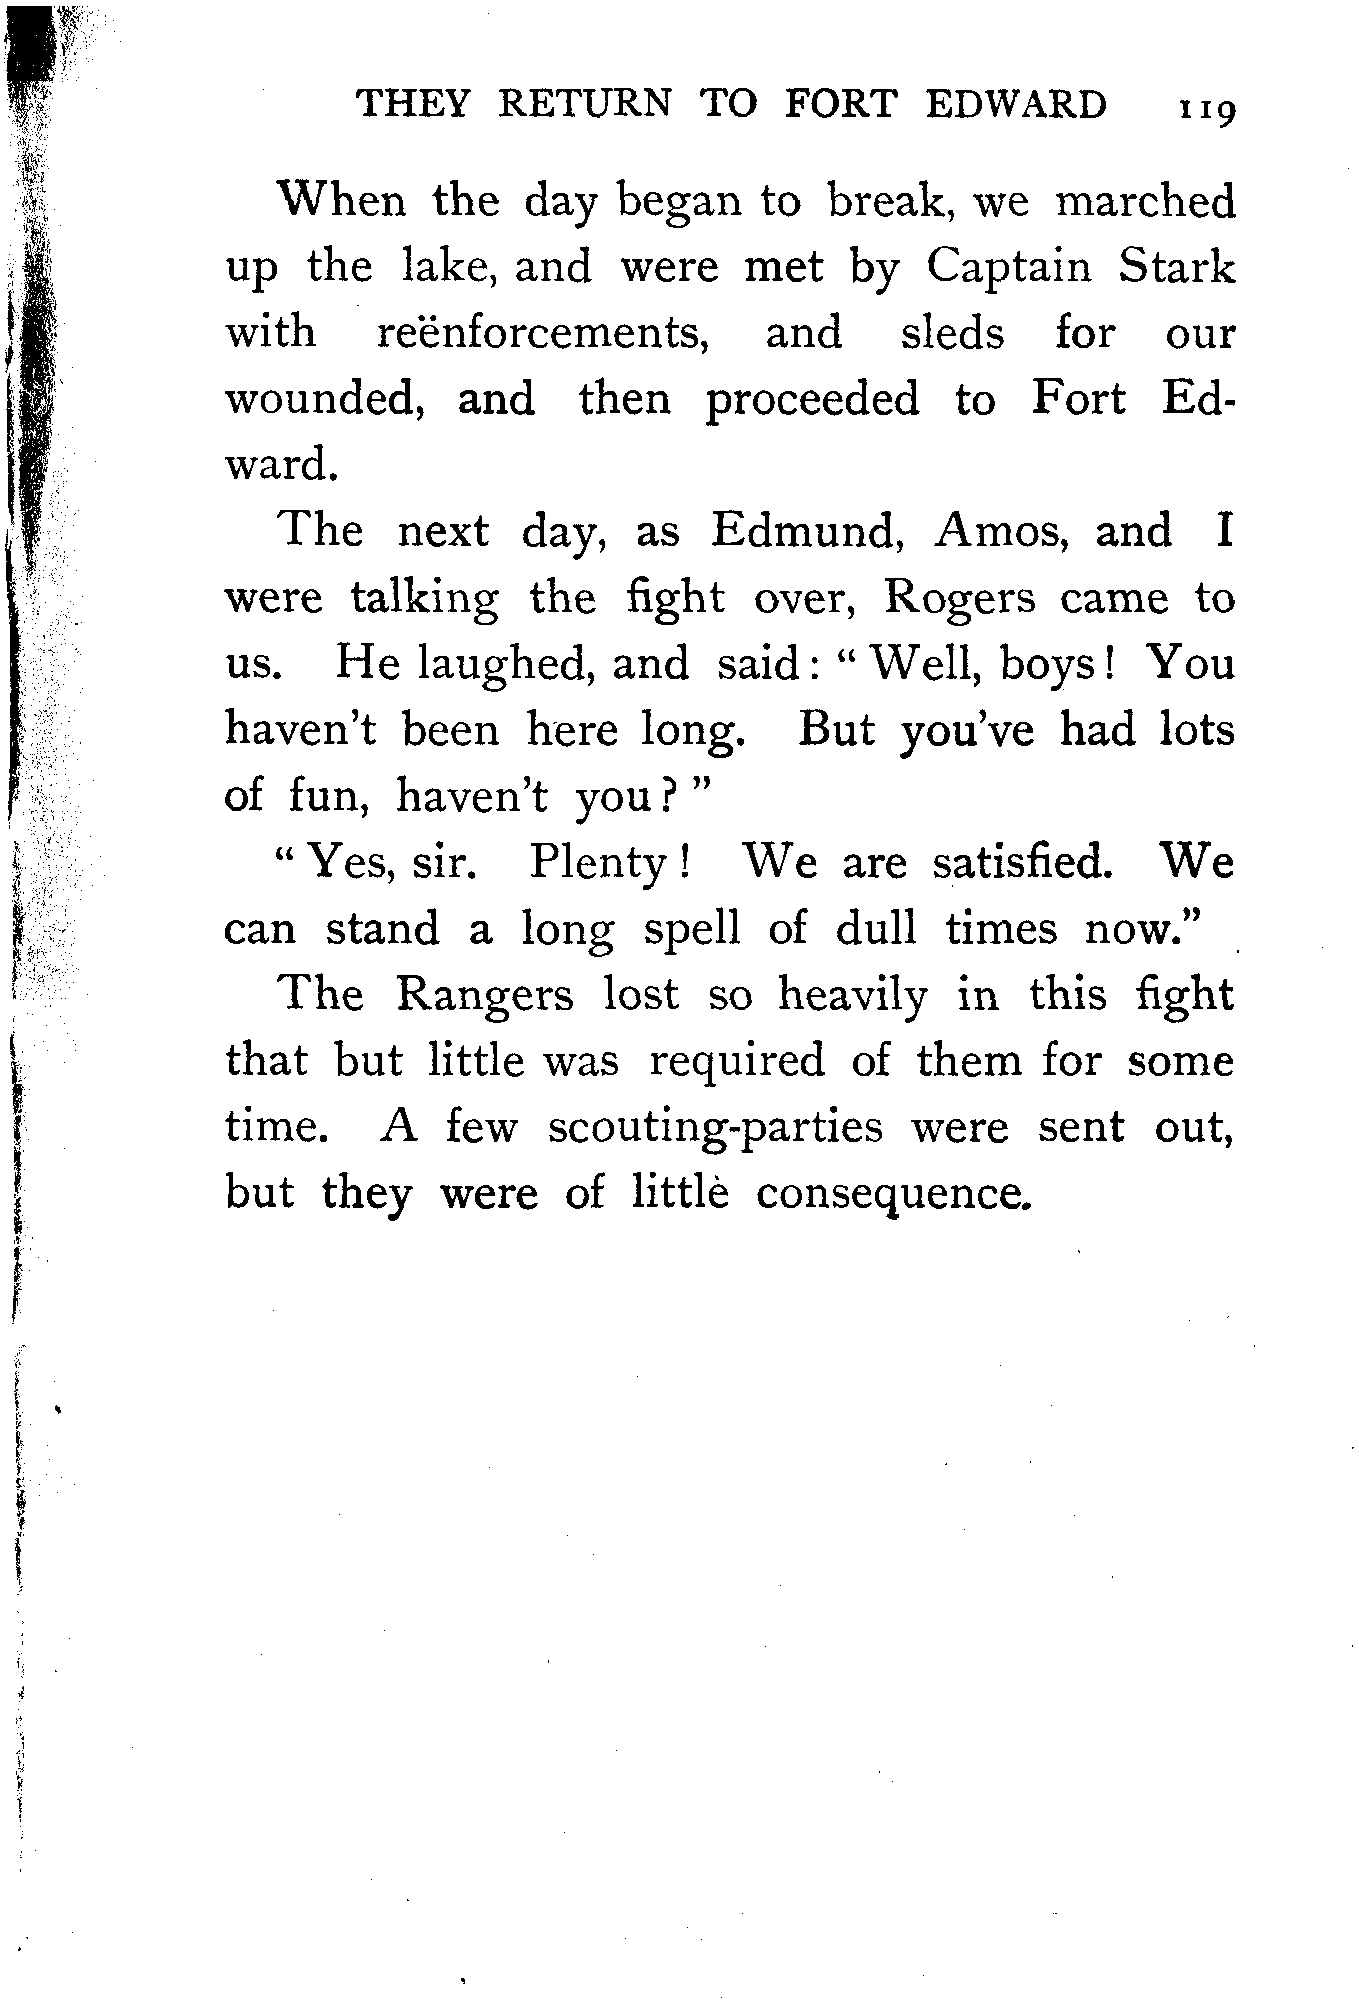 THEY RETURN TO FORT EDWARD 119
When the day began to break, we marched
up the lake, and were met by Captain Stark
with reënforcements, and sleds for our
wounded, and then proceeded to Fort Ed-
ward.
The next day, as Edmund, Amos, and I
were talking the fight over, Rogers came to
us. He laughed, and said: “Well, boys! You
haven't been here long. But you've had lots
of fun, haven't you?”
“Yes, sir. Plenty! We are satisfied. We
can stand a long spell of dull times now.”
The Rangers lost so heavily in this fight
that but little was required of them for some
time. A few scouting-parties were sent out,
but they were of little consequence.